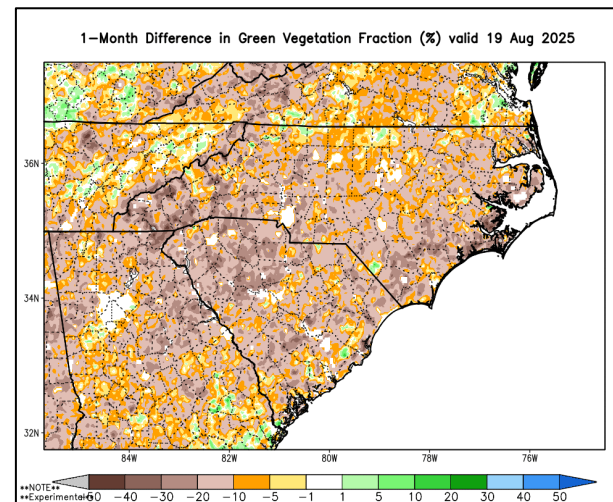 1-Month Difference in Green Vegetation Fraction (%) valid 19 Aug 2025
36N
34N
32N
84W 82W 80W 78W 76W
**NOTE**
**Experimental
-50 -40 -30 -20 -10 -5 -1 1 5 10 20 30 40 50